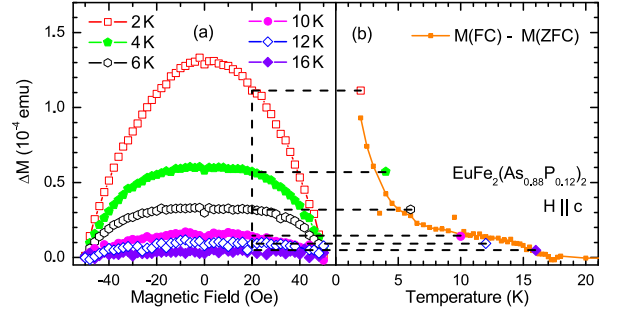 2 K
4 K
6 K
(a)
10 K
12 K
16 K
(b)
M(FC) - M(ZFC)
EuFe2(As0.88P0.12)2
H || c
ΔM (10-4 emu)
1.5
1.0
0.5
0.0
-40 -20 0 20 40
0 5 10 15 20
Magnetic Field (Oe)
Temperature (K)